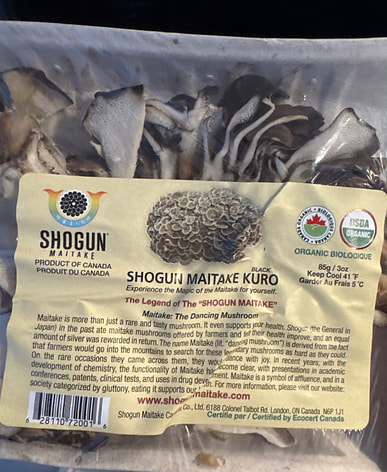 SHOGUN
MAITAKE
PRODUCT OF CANADA
PRODUIT DU CANADA
CANADA ORGANIC • BIOLOGIQUE
USDA
ORGANIC
ORGANIC BIOLOGIQUE
85g / 3oz
Keep Cool 41 °F
Garder Au Frais 5 °C
BLACK
SHOGUN MAITAKE KURO
Experience the Magic of the Maitake for yourself.
The Legend of The "SHOGUN MAITAKE"
Maitake: The Dancing Mushroom
Maitake is more than just a rare and tasty mushroom. It even supports your health. Shogun (the General in
Japan) in the past ate maitake mushrooms offered by farmers and felt their health improve, and an equal
amount of silver was rewarded in return. The name Maitake (lit. "dancing mushroom") is derived from the fact
that farmers would go into the mountains to search for these mushrooms as hard as they could.
On the rare occasions they came across them, they would dance with joy. In recent years, with the
development of chemistry, the functionality of Maitake has become clear, with presentations in academic
conferences, patents, clinical tests, and uses in drug Maitake is a symbol of affluence, and in a
society categorized by gluttony, eating it supports our For more information, please visit our website:
www.shogunmaitake.com
Shogun Maitake Canada Co., Ltd. 6188 Colonel Talbot Rd. London, ON Canada N6P 1J1
Certifié par / Certified by Ecocert Canada
6 28110 72001 6